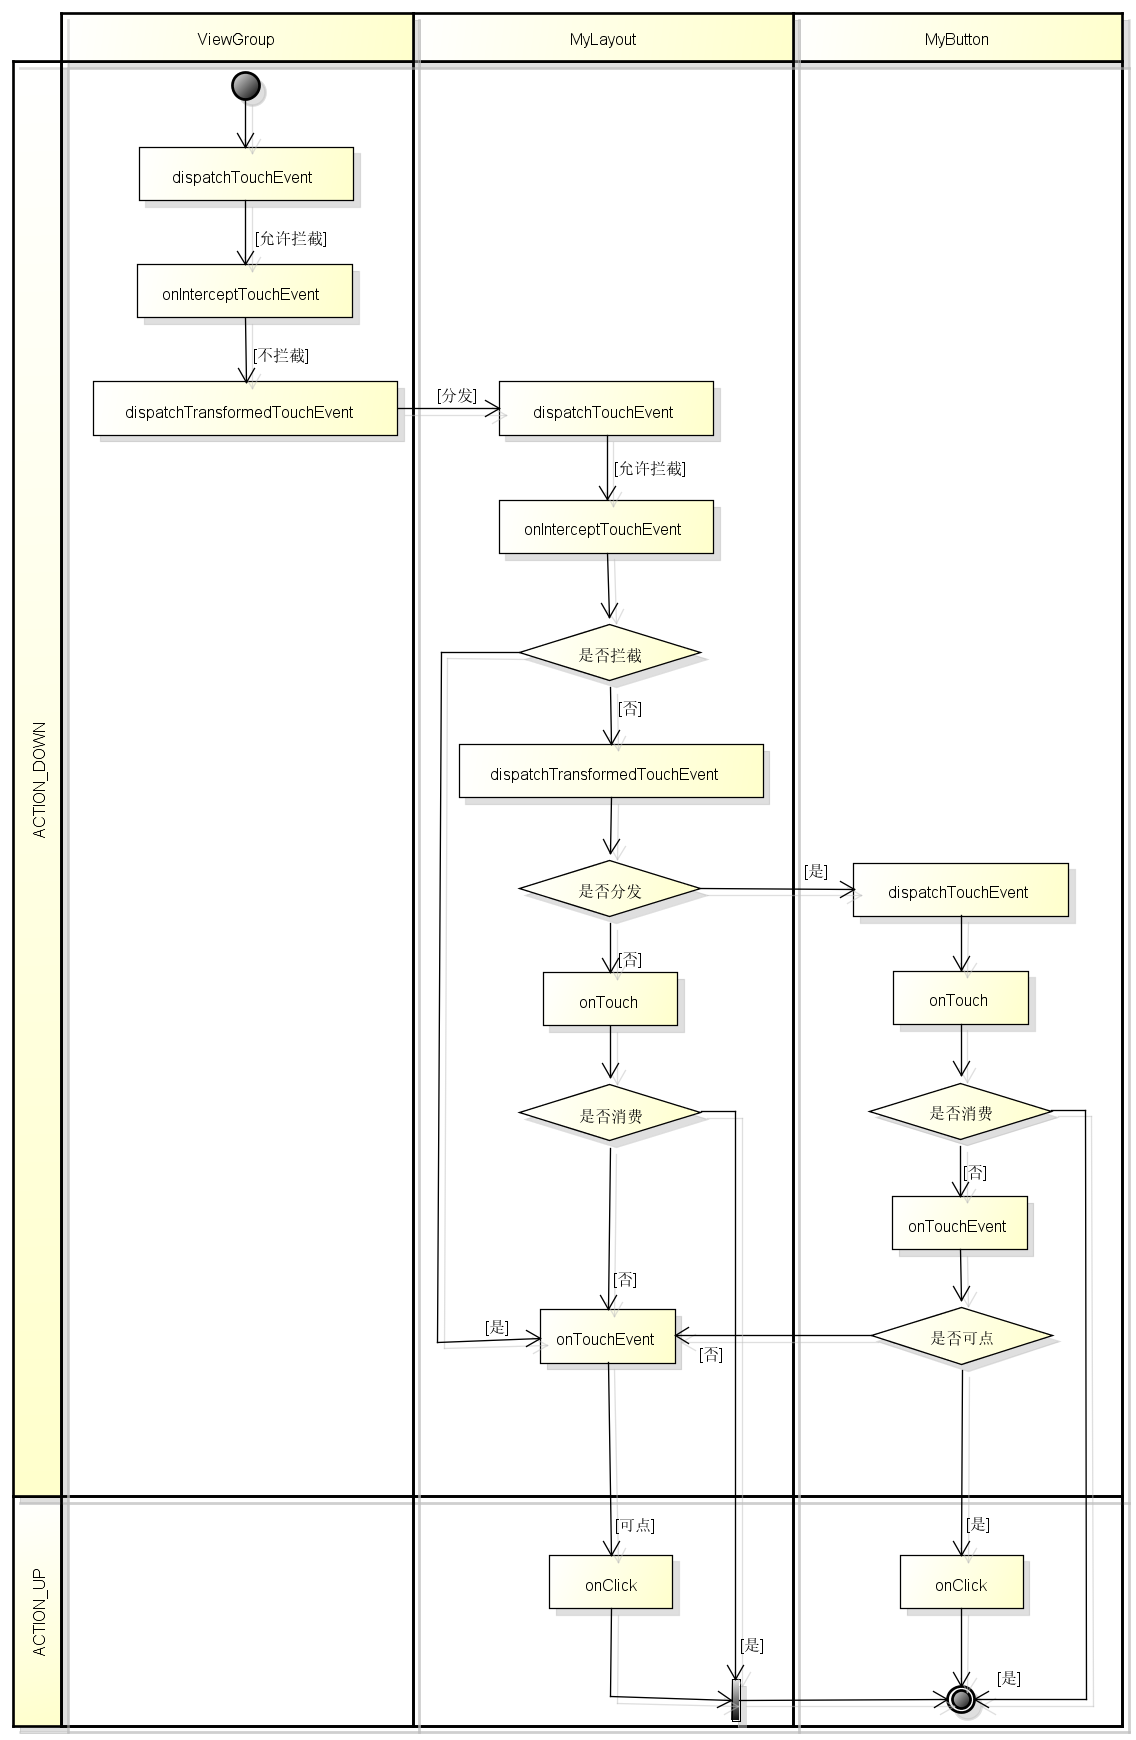 ViewGroup
MyLayout
MyButton
ACTION_DOWN
dispatchTouchEvent
[允许拦截]
onInterceptTouchEvent
[不拦截]
dispatchTransformedTouchEvent
[分发]
dispatchTouchEvent
[允许拦截]
onInterceptTouchEvent
是否拦截
[否]
dispatchTransformedTouchEvent
是否分发
[是]
dispatchTouchEvent
[否]
onTouch
onTouch
是否消费
是否消费
[否]
onTouchEvent
[否]
[是]
onTouchEvent
[否]
是否可点
ACTION_UP
[可点]
[是]
onClick
onClick
[是]
[是]